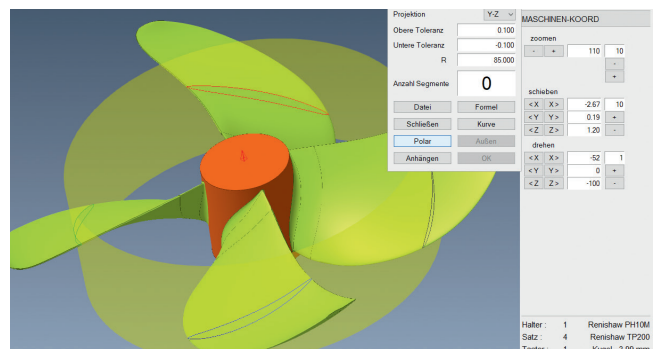 Projektion Y-Z
Obere Toleranz 0.100
Untere Toleranz -0.100
R 85.000
Anzahl Segmente 0
Datei Formel
Schließen Kurve
Polar Außen
Anhängen OK
MASCHINEN-KOORD
zoomen
- + 110 10
-
+
schieben
<X X> -2.67 10
<Y Y> 0.19 +
<Z Z> 1.20 -
drehen
<X X> -52 1
<Y Y> 0 +
<Z Z> -100 -
Halter : 1 Renishaw PH10M
Satz : 4 Renishaw TP200